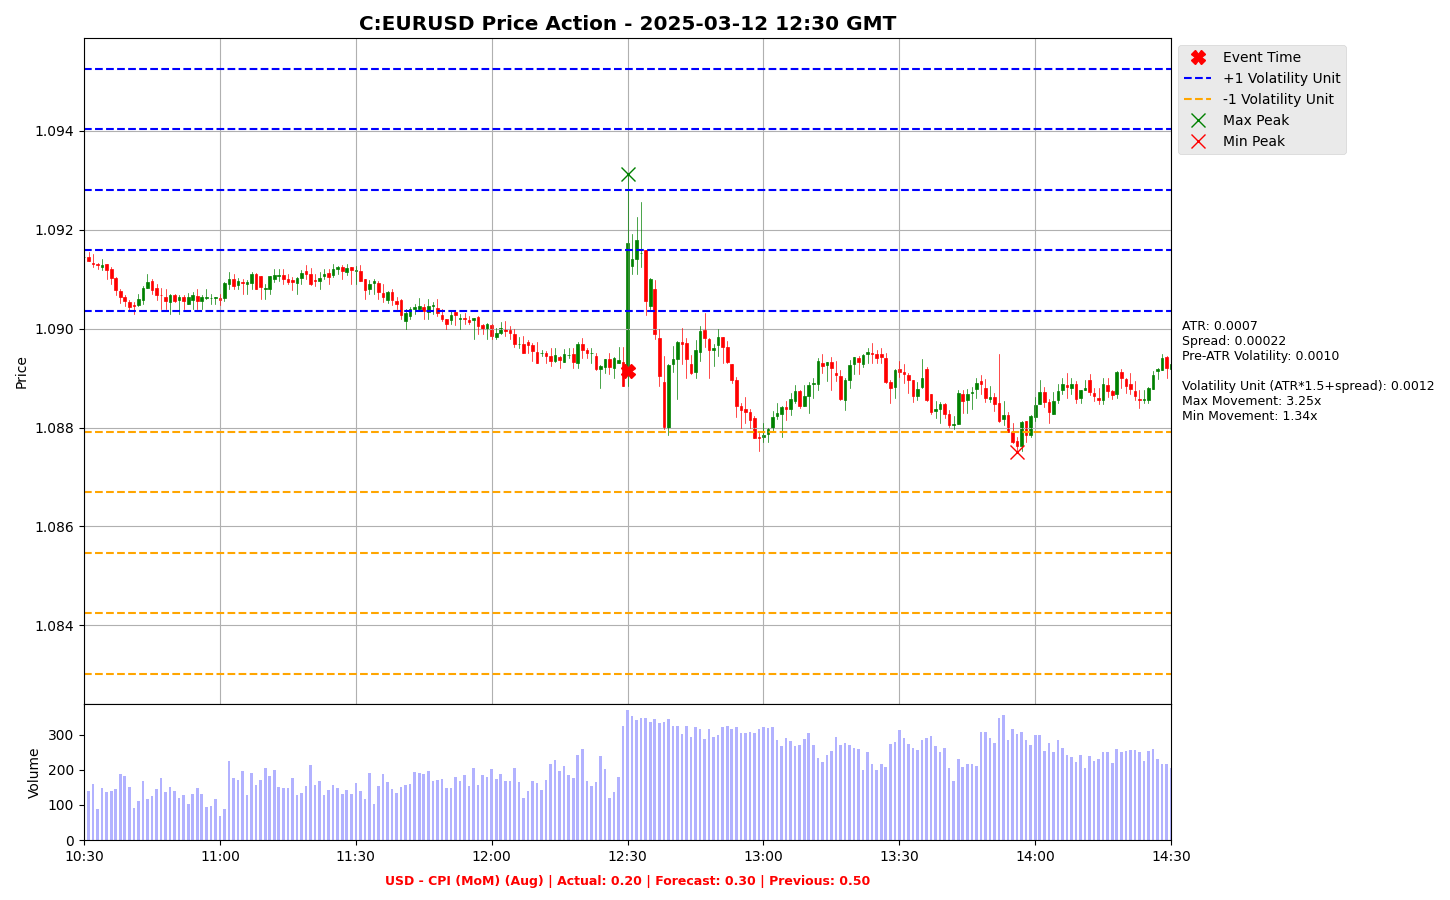 C:EURUSD Price Action - 2025-03-12 12:30 GMT
Event Time
+1 Volatility Unit
-1 Volatility Unit
Max Peak
Min Peak
Price
1.094
1.092
1.090
1.088
1.086
1.084
ATR: 0.0007
Spread: 0.00022
Pre-ATR Volatility: 0.0010
Volatility Unit (ATR*1.5+spread): 0.0012
Max Movement: 3.25x
Min Movement: 1.34x
Volume
300
200
100
0
10:30 11:00 11:30 12:00 12:30 13:00 13:30 14:00 14:30
USD - CPI (MoM) (Aug) | Actual: 0.20 | Forecast: 0.30 | Previous: 0.50